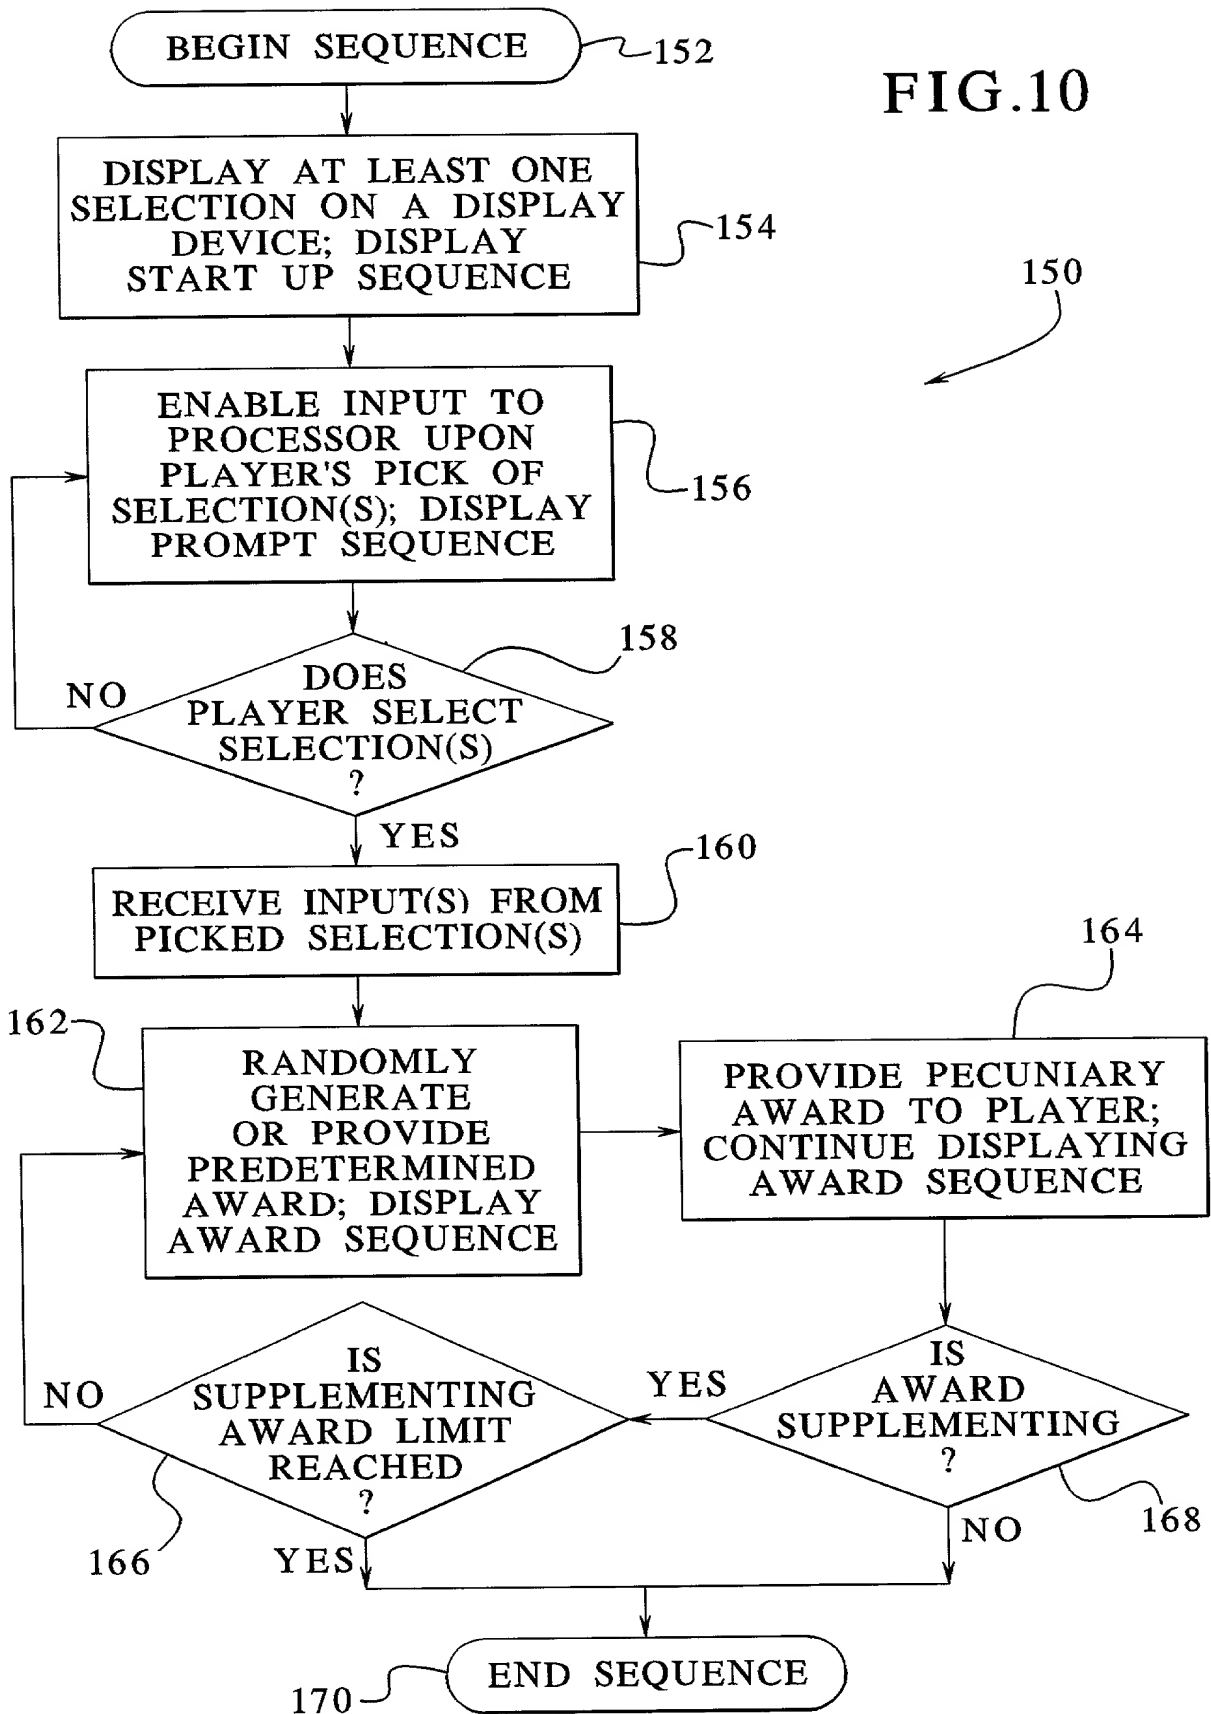 BEGIN SEQUENCE
152
FIG.10
DISPLAY AT LEAST ONE
SELECTION ON A DISPLAY
DEVICE; DISPLAY
START UP SEQUENCE
154
150
ENABLE INPUT TO
PROCESSOR UPON
PLAYER'S PICK OF
SELECTION(S); DISPLAY
PROMPT SEQUENCE
156
158
NO
DOES
PLAYER SELECT
SELECTION(S)
?
YES
160
RECEIVE INPUT(S) FROM
PICKED SELECTION(S)
164
162
RANDOMLY
GENERATE
OR PROVIDE
PREDETERMINED
AWARD; DISPLAY
AWARD SEQUENCE
PROVIDE PECUNIARY
AWARD TO PLAYER;
CONTINUE DISPLAYING
AWARD SEQUENCE
NO
IS
SUPPLEMENTING
AWARD LIMIT
REACHED
?
YES
IS
AWARD
SUPPLEMENTING
?
166
YES
NO
168
END SEQUENCE
170